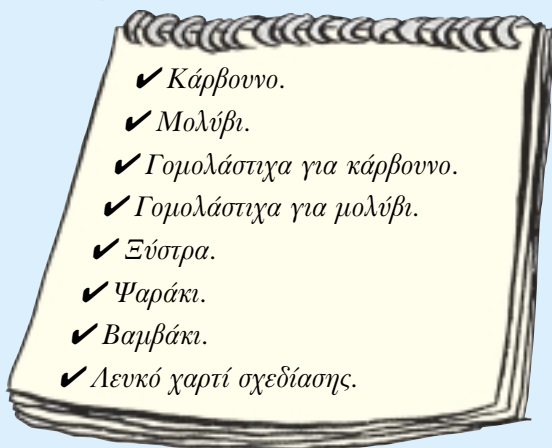 ✔ Κάρβουνο.
✔ Μολύβι.
✔ Γομολάστιχα για κάρβουνο.
✔ Γομολάστιχα για μολύβι.
✔ Ξύστρα.
✔ Ψαράκι.
✔ Βαμβάκι.
✔ Λευκό χαρτί σχεδίασης.